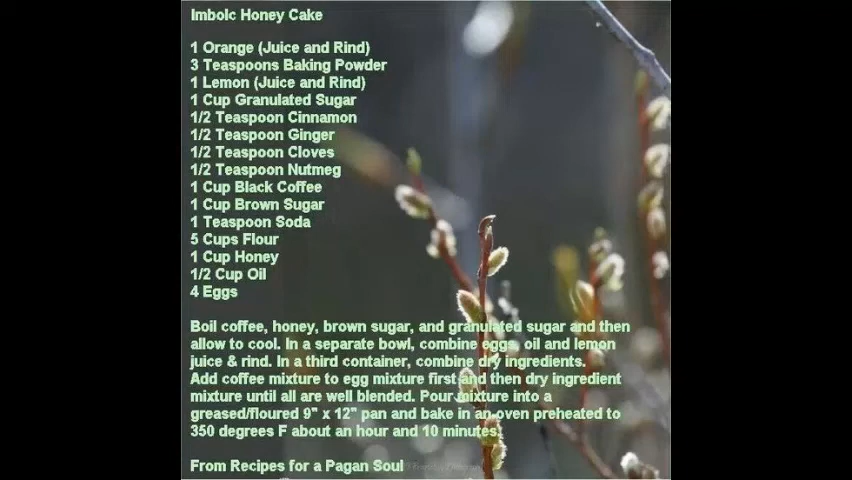 Imbolc Honey Cake
1 Orange (Juice and Rind)
3 Teaspoons Baking Powder
1 Lemon (Juice and Rind)
1 Cup Granulated Sugar
1/2 Teaspoon Cinnamon
1/2 Teaspoon Ginger
1/2 Teaspoon Cloves
1/2 Teaspoon Nutmeg
1 Cup Black Coffee
1 Cup Brown Sugar
1 Teaspoon Soda
5 Cups Flour
1 Cup Honey
1/2 Cup Oil
4 Eggs
Boil coffee, honey, brown sugar, and granulated sugar and then
allow to cool. In a separate bowl, combine eggs, oil and lemon
juice & rind. In a third container, combine dry ingredients.
Add coffee mixture to egg mixture first and then dry ingredient
mixture until all are well blended. Pour mixture into a
greased/floured 9" x 12" pan and bake in an oven preheated to
350 degrees F about an hour and 10 minutes.
From Recipes for a Pagan Soul